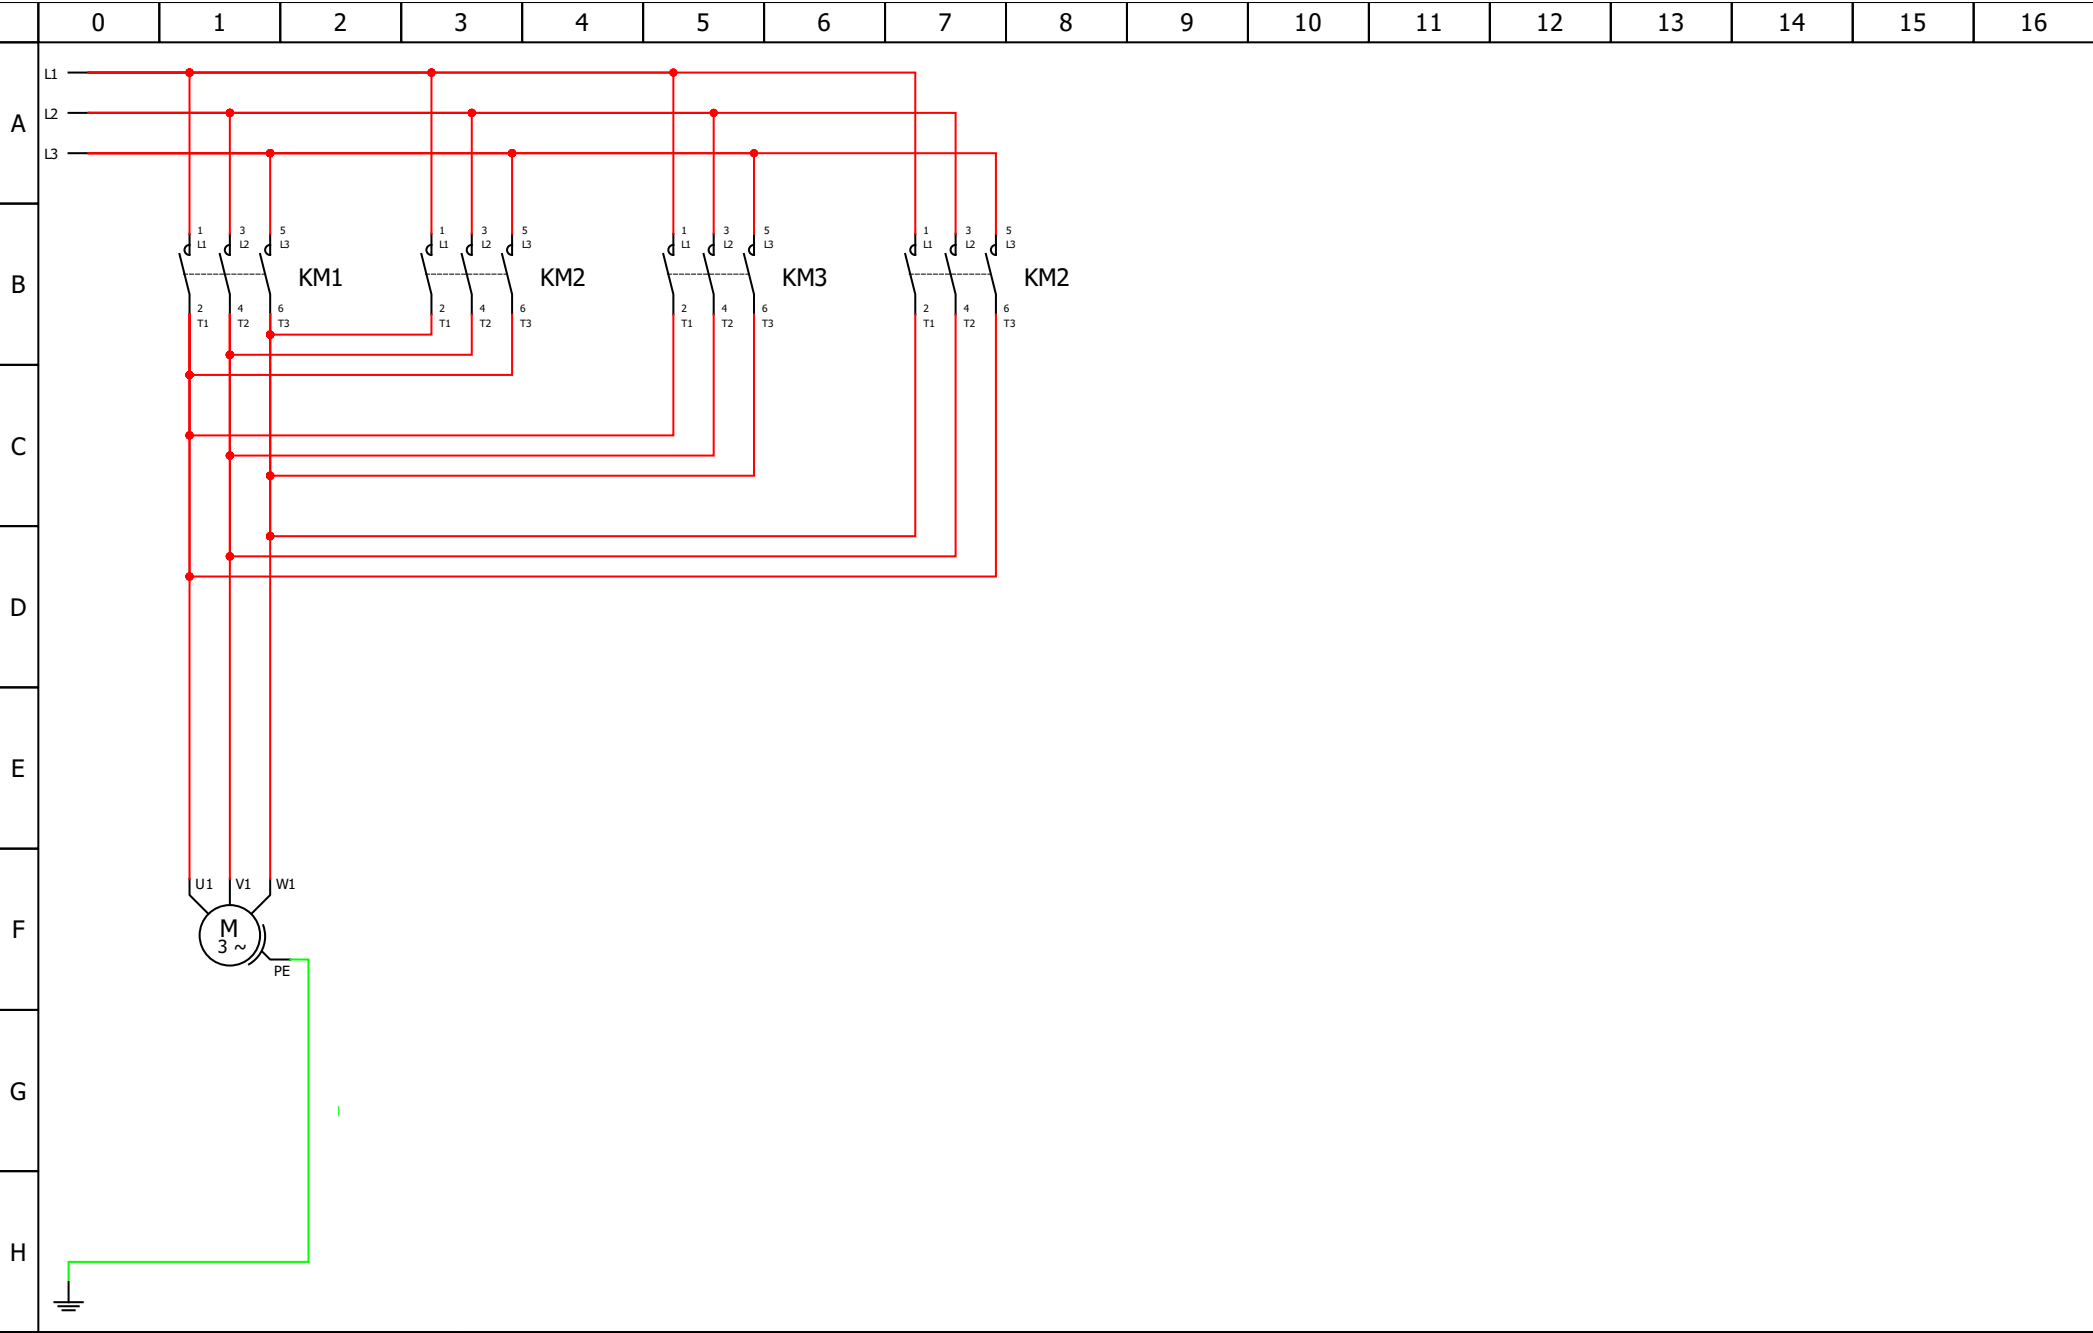 0 1 2 3 4 5 6 7 8 9 10 11 12 13 14 15 16
L1
A
L2
L3
B
1 3 5 1 3 5 1 3 5 1 3 5
L1 L2 L3 L1 L2 L3 L1 L2 L3 L1 L2 L3
KM1 KM2 KM3 KM2
2 4 6 2 4 6 2 4 6 2 4 6
T1 T2 T3 T1 T2 T3 T1 T2 T3 T1 T2 T3
C
D
E
U1 V1 W1
F
M
3 ~
PE
G
H